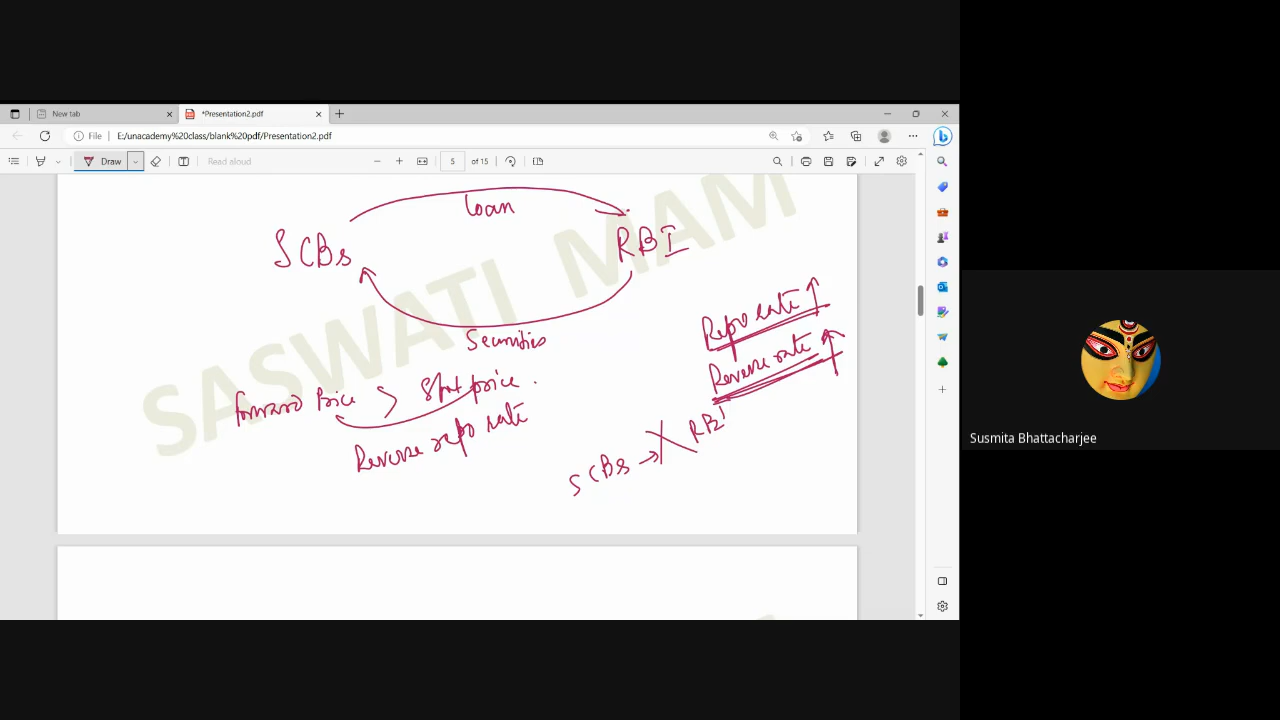 New tab
*Presentation2.pdf
File
E:/unacademy%20class/blank%20pdf/Presentation2.pdf
Draw
Read aloud
5 of 15
SASWATI MAM
Loan
SCBs
RBI
Securities
Repo rate ↑
Reverse rate ↑
forward Price > Spot price.
Reverse repo rate
SCBs → X RBI
Susmita Bhattacharjee